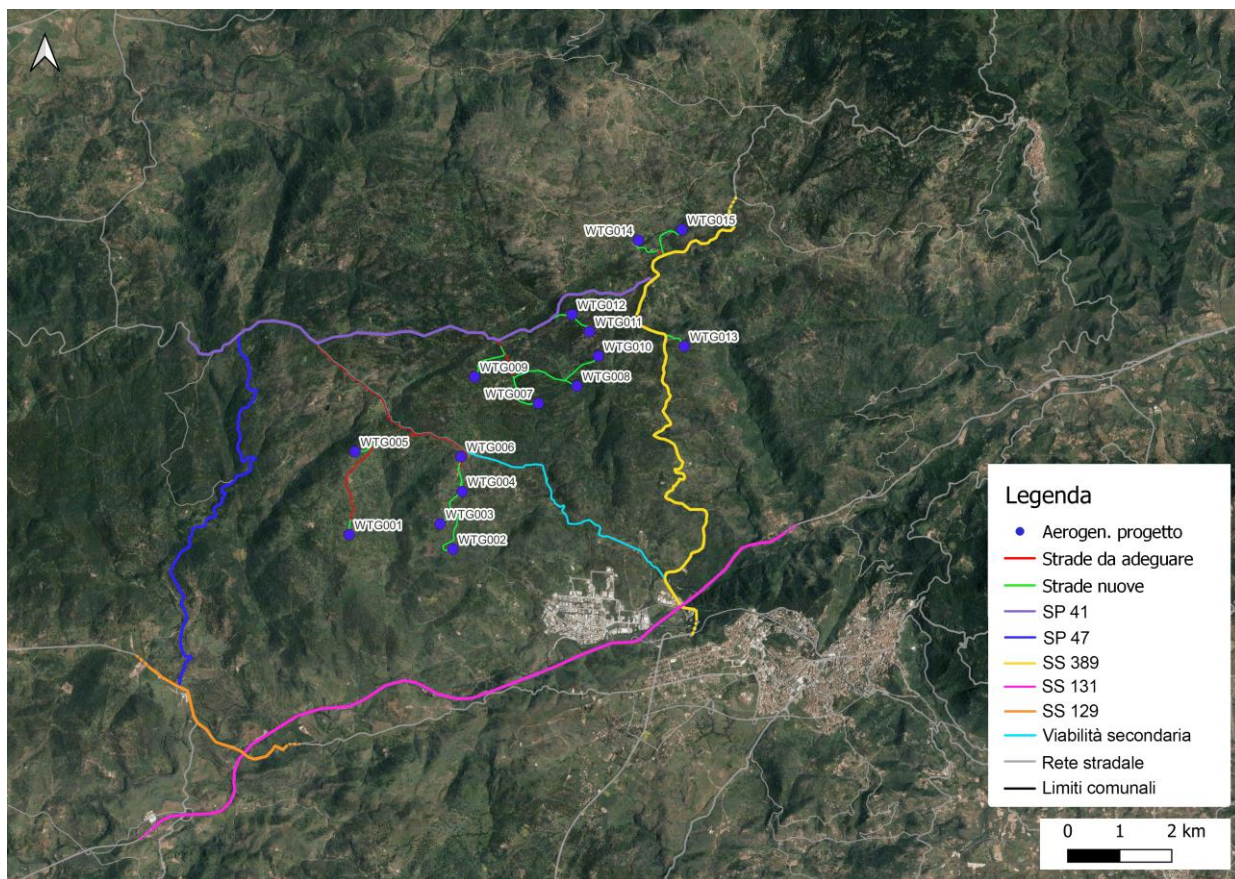 WTG014
WTG015
WTG012
WTG011
WTG013
WTG010
WTG009
WTG008
WTG007
WTG005
WTG006
WTG004
WTG003
WTG001
WTG002
Legenda
Aerogen. progetto
Strade da adeguare
Strade nuove
SP 41
SP 47
SS 389
SS 131
SS 129
Viabilità secondaria
Rete stradale
Limiti comunali
0 1 2 km